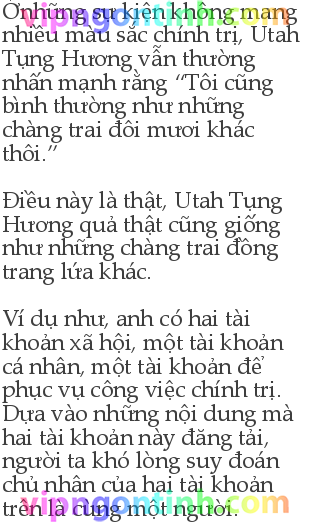 Ở những sự kiện không mang
nhiều màu sắc chính trị, Utah
Tụng Hương vẫn thường
nhấn mạnh rằng “Tôi cũng
bình thường như những
chàng trai đôi mươi khác
thôi.”
Điều này là thật, Utah Tụng
Hương quả thật cũng giống
như những chàng trai đồng
trang lứa khác.
Ví dụ như, anh có hai tài
khoản xã hội, một tài khoản
cá nhân, một tài khoản để
phục vụ công việc chính trị.
Dựa vào những nội dung mà
hai tài khoản này đăng tải,
người ta khó lòng suy đoán
chủ nhân của hai tài khoản
trên là cùng một người.
vipngontinh.com